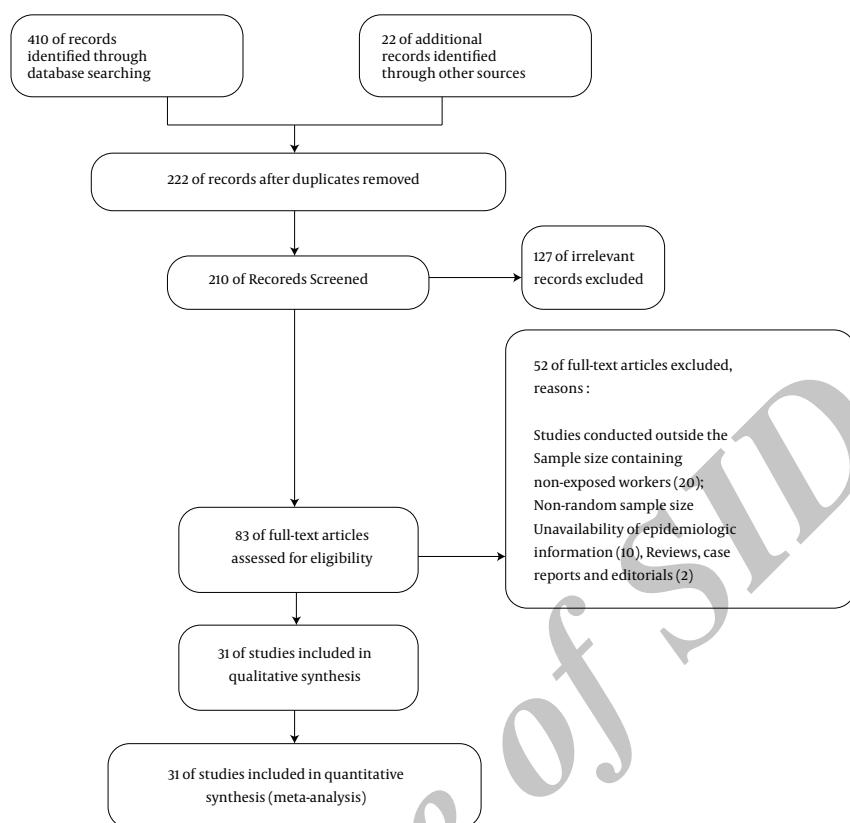 410 of records
identified through
database searching
22 of additional
records identified
through other sources
222 of records after duplicates removed
210 of Recoreds Screened
127 of irrelevant
records excluded
52 of full-text articles excluded,
reasons :
Studies conducted outside the
Sample size containing
non-exposed workers (20);
Non-random sample size
Unavailability of epidemiologic
information (10), Reviews, case
reports and editorials (2)
83 of full-text articles
assessed for eligibility
31 of studies included in
qualitative synthesis
31 of studies included in quantitative
synthesis (meta-analysis)
of SID